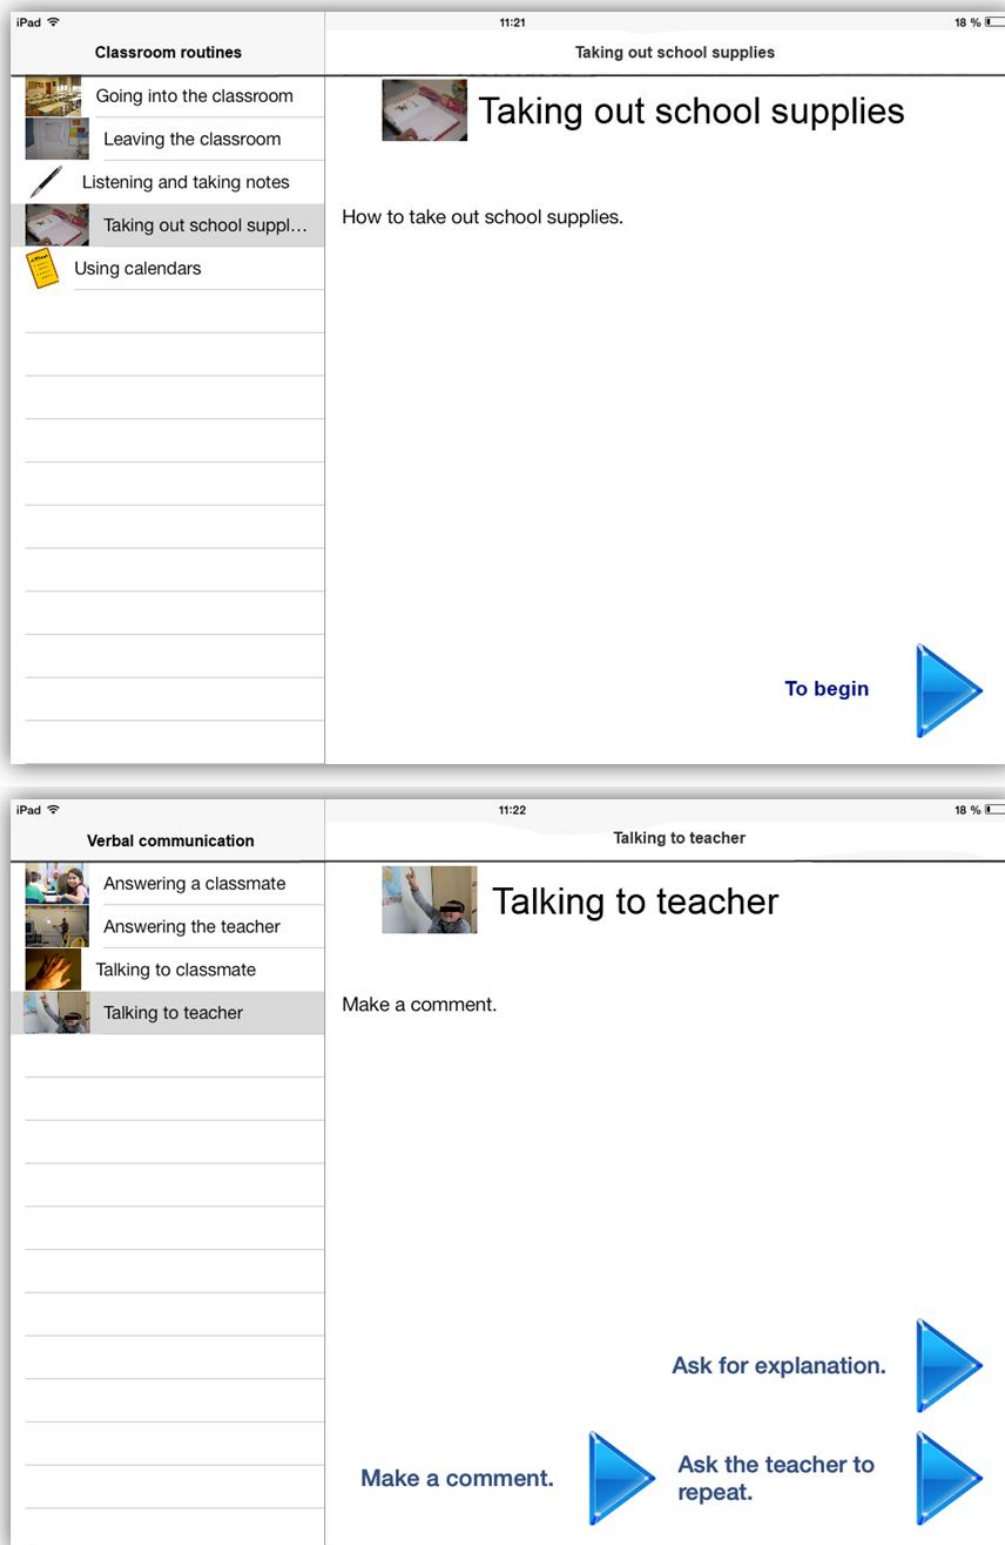 iPad 11:21 18 %
Classroom routines
Taking out school supplies
Going into the classroom
Leaving the classroom
Listening and taking notes
Taking out school suppl...
Using calendars
Taking out school supplies
How to take out school supplies.
To begin
iPad 11:22 18 %
Verbal communication
Talking to teacher
Answering a classmate
Answering the teacher
Talking to classmate
Talking to teacher
Talking to teacher
Make a comment.
Ask for explanation.
Make a comment.
Ask the teacher to
repeat.